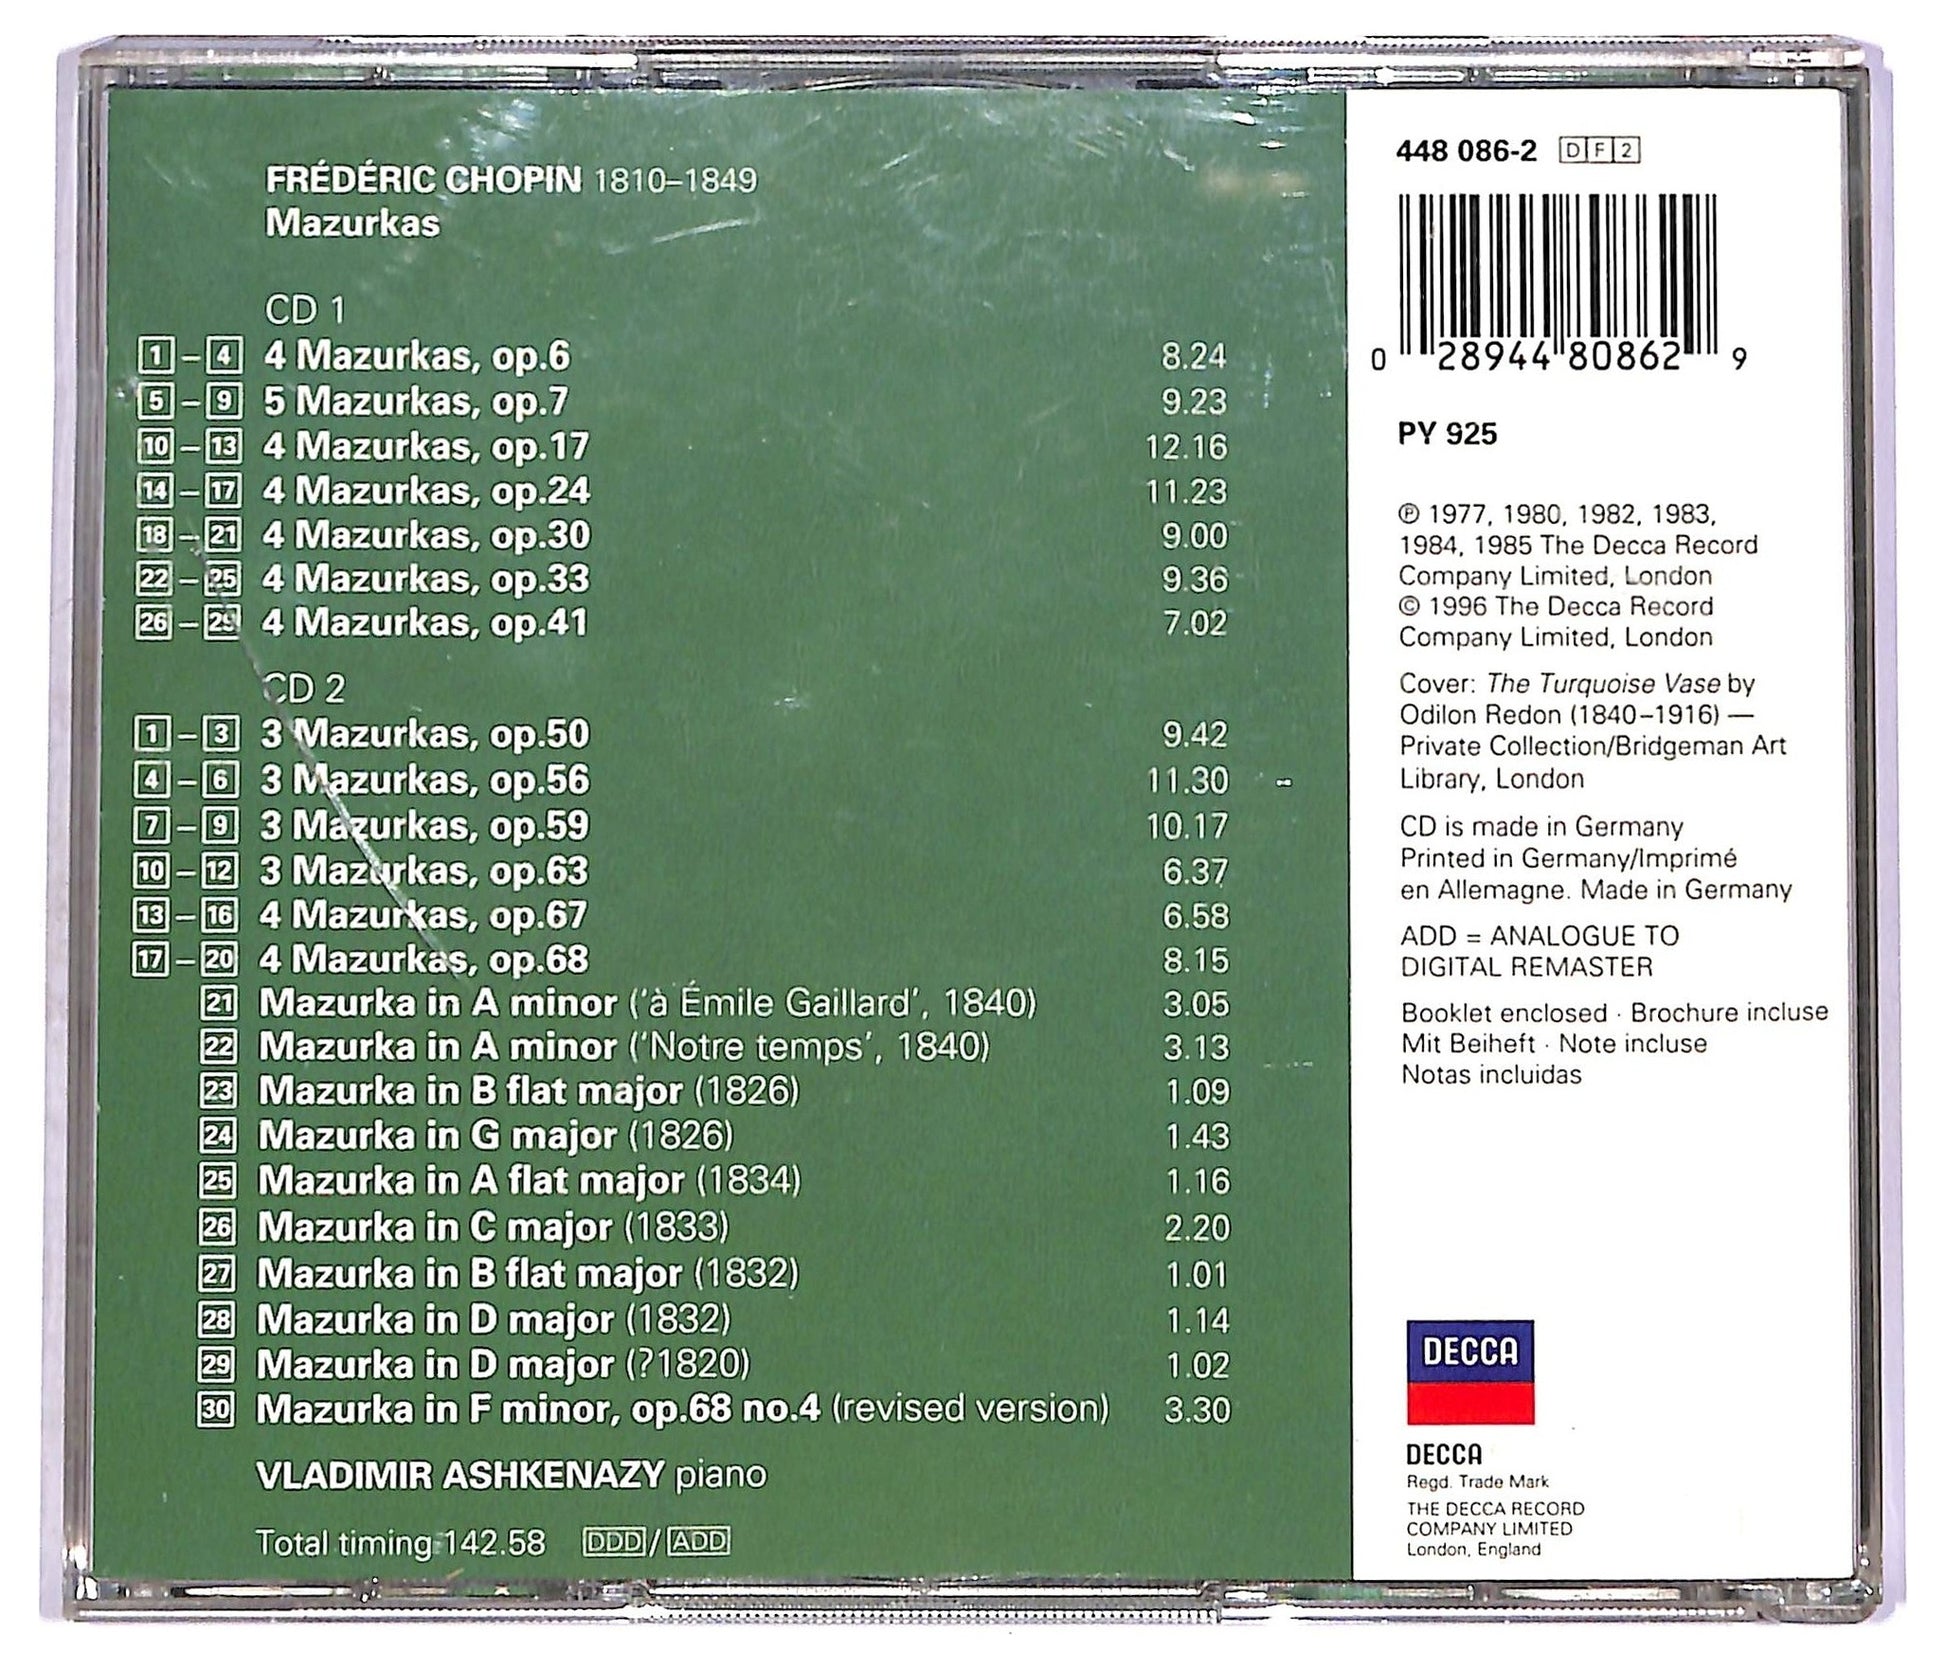 FRÉDÉRIC CHOPIN 1810–1849
Mazurkas
CD 1
1 – 4 4 Mazurkas, op.6 8.24
5 – 9 5 Mazurkas, op.7 9.23
10 – 13 4 Mazurkas, op.17 12.16
14 – 17 4 Mazurkas, op.24 11.23
18 – 21 4 Mazurkas, op.30 9.00
22 – 25 4 Mazurkas, op.33 9.36
26 – 29 4 Mazurkas, op.41 7.02
CD 2
1 – 3 3 Mazurkas, op.50 9.42
4 – 6 3 Mazurkas, op.56 11.30
7 – 9 3 Mazurkas, op.59 10.17
10 – 12 3 Mazurkas, op.63 6.37
13 – 16 4 Mazurkas, op.67 6.58
17 – 20 4 Mazurkas, op.68 8.15
21 Mazurka in A minor (‘à Émile Gaillard’, 1840) 3.05
22 Mazurka in A minor (‘Notre temps’, 1840) 3.13
23 Mazurka in B flat major (1826) 1.09
24 Mazurka in G major (1826) 1.43
25 Mazurka in A flat major (1834) 1.16
26 Mazurka in C major (1833) 2.20
27 Mazurka in B flat major (1832) 1.01
28 Mazurka in D major (1832) 1.14
29 Mazurka in D major (?1820) 1.02
30 Mazurka in F minor, op.68 no.4 (revised version) 3.30
VLADIMIR ASHKENAZY piano
Total timing 142.58 DDD/ADD
448 086-2 DF2
0 28944 80862 9
PY 925
℗ 1977, 1980, 1982, 1983,
1984, 1985 The Decca Record
Company Limited, London
© 1996 The Decca Record
Company Limited, London
Cover: The Turquoise Vase by
Odilon Redon (1840–1916) —
Private Collection/Bridgeman Art
Library, London
CD is made in Germany
Printed in Germany/Imprimé
en Allemagne. Made in Germany
ADD = ANALOGUE TO
DIGITAL REMASTER
Booklet enclosed · Brochure incluse
Mit Beiheft · Note incluse
Notas incluidas
DECCA
DECCA
Regd. Trade Mark
THE DECCA RECORD
COMPANY LIMITED
London, England